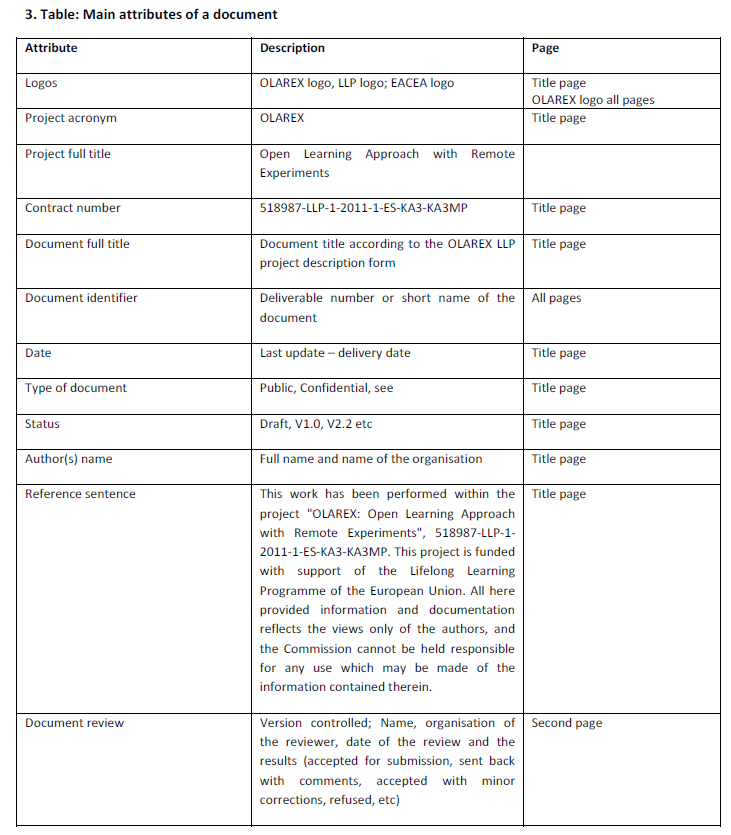 3. Table: Main attributes of a document
Attribute Description Page
Logos OLAREX logo, LLP logo; EACEA logo Title page
OLAREX logo all pages
Project acronym OLAREX Title page
Project full title Open Learning Approach with Remote
Experiments
Contract number 518987-LLP-1-2011-1-ES-KA3-KA3MP Title page
Document full title Document title according to the OLAREX LLP Title page
project description form
Document identifier Deliverable number or short name of the All pages
document
Date Last update – delivery date Title page
Type of document Public, Confidential, see Title page
Status Draft, V1.0, V2.2 etc Title page
Author(s) name Full name and name of the organisation Title page
Reference sentence This work has been performed within the Title page
project "OLAREX: Open Learning Approach
with Remote Experiments", 518987-LLP-1-
2011-1-ES-KA3-KA3MP. This project is funded
with support of the Lifelong Learning
Programme of the European Union. All here
provided information and documentation
reflects the views only of the authors, and
the Commission cannot be held responsible
for any use which may be made of the
information contained therein.
Document review Version controlled; Name, organisation of Second page
the reviewer, date of the review and the
results (accepted for submission, sent back
with comments, accepted with minor
corrections, refused, etc)